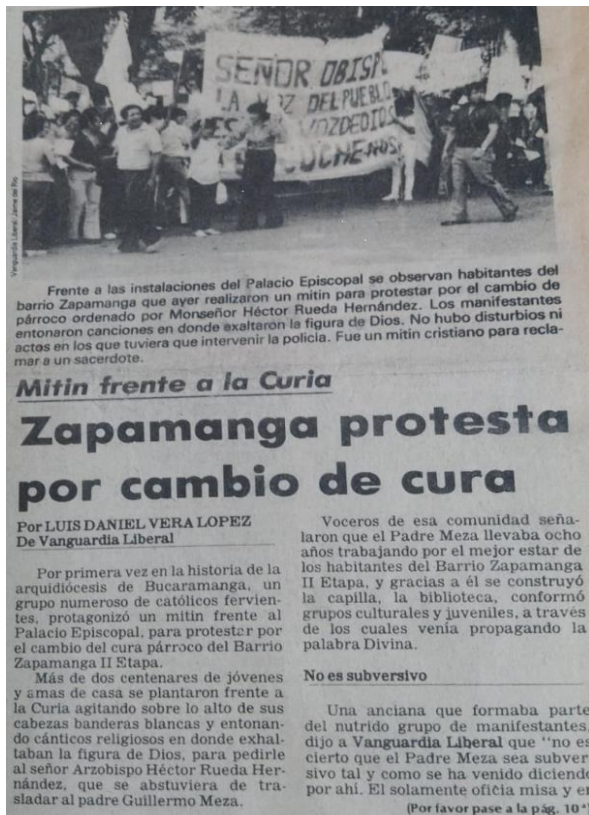 SEÑOR OBISPO
LA VOZ DEL PUEBLO
VOZ DE DIOS
Vanguardia Liberal Jaime del Río
Frente a las instalaciones del Palacio Episcopal se observan habitantes del
barrio Zapamanga que ayer realizaron un mitin para protestar por el cambio de
párroco ordenado por Monseñor Héctor Rueda Hernández. Los manifestantes
entonaron canciones en donde exaltaron la figura de Dios. No hubo disturbios ni
actos en los que tuviera que intervenir la policía. Fue un mitin cristiano para recla-
mar a un sacerdote.
Mitin frente a la Curia
Zapamanga protesta
por cambio de cura
Por LUIS DANIEL VERA LOPEZ
De Vanguardia Liberal
Por primera vez en la historia de la
arquidiócesis de Bucaramanga, un
grupo numeroso de católicos fervien-
tes, protagonizó un mitin frente al
Palacio Episcopal, para protestar por
el cambio del cura párroco del Barrio
Zapamanga II Etapa.
Más de dos centenares de jóvenes
y amas de casa se plantaron frente a
la Curia agitando sobre lo alto de sus
cabezas banderas blancas y entonan-
do cánticos religiosos en donde exhal-
taban la figura de Dios, para pedirle
al señor Arzobispo Héctor Rueda Her-
nández, que se abstuviera de tras-
ladar al padre Guillermo Meza.
Voceros de esa comunidad seña-
laron que el Padre Meza llevaba ocho
años trabajando por el mejor estar de
los habitantes del Barrio Zapamanga
II Etapa, y gracias a él se construyó
la capilla, la biblioteca, conformó
grupos culturales y juveniles, a través
de los cuales venía propagando la
palabra Divina.
No es subversivo
Una anciana que formaba parte
del nutrido grupo de manifestantes,
dijo a Vanguardia Liberal que "no es
cierto que el Padre Meza sea subver-
sivo tal y como se ha venido diciendo
por ahí. El solamente oficia misa y en
(Por favor pase a la pág. 10ª)